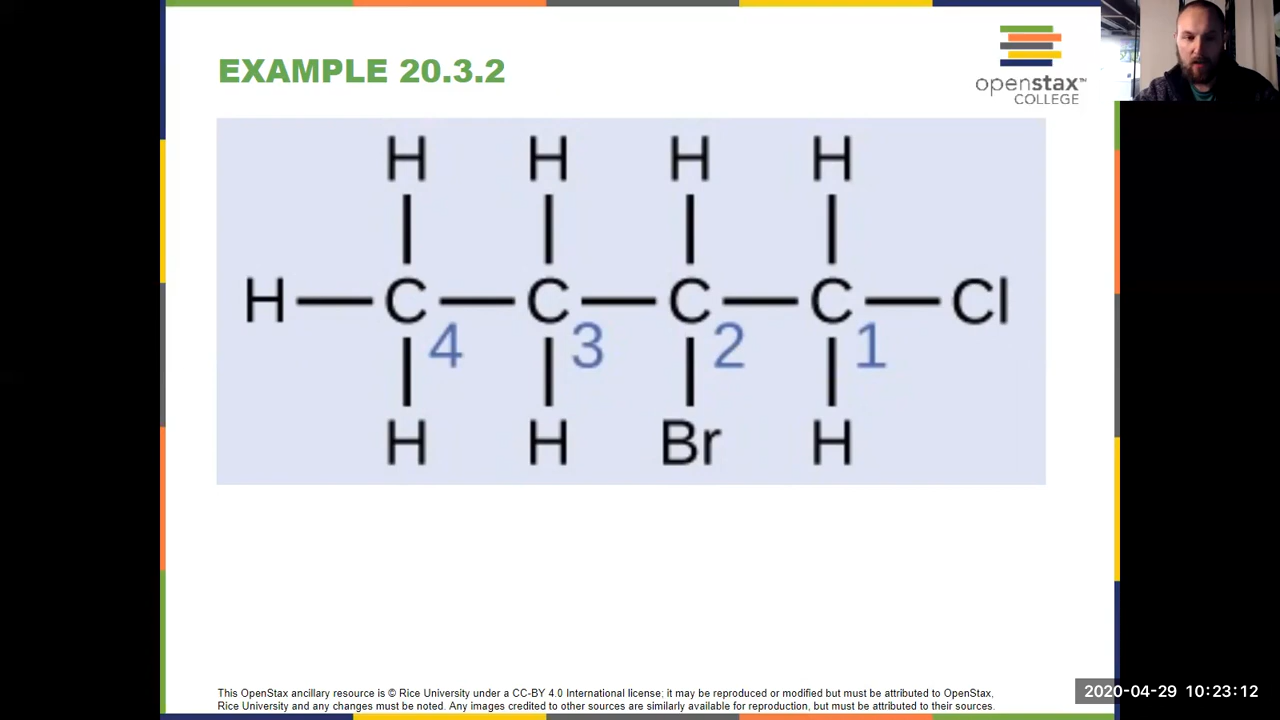 EXAMPLE 20.3.2
openstax™
COLLEGE
H H H H
H C C C C Cl
4 3 2 1
H H Br H
This OpenStax ancillary resource is © Rice University under a CC-BY 4.0 International license; it may be reproduced or modified but must be attributed to OpenStax,
Rice University and any changes must be noted. Any images credited to other sources are similarly available for reproduction, but must be attributed to their sources.
2020-04-29 10:23:12